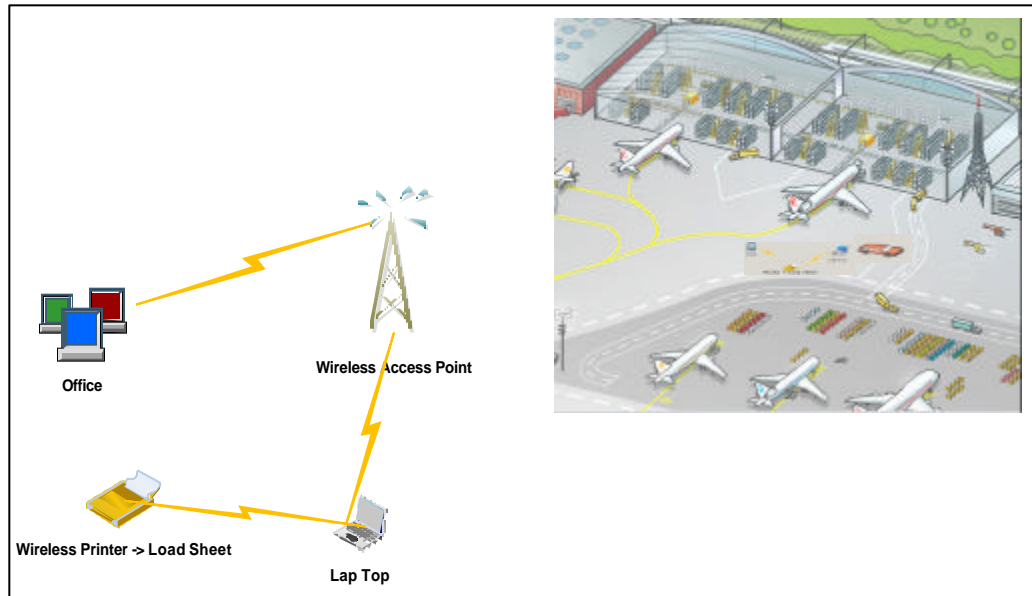 Office
Wireless Access Point
Wireless Printer -> Load Sheet
Lap Top